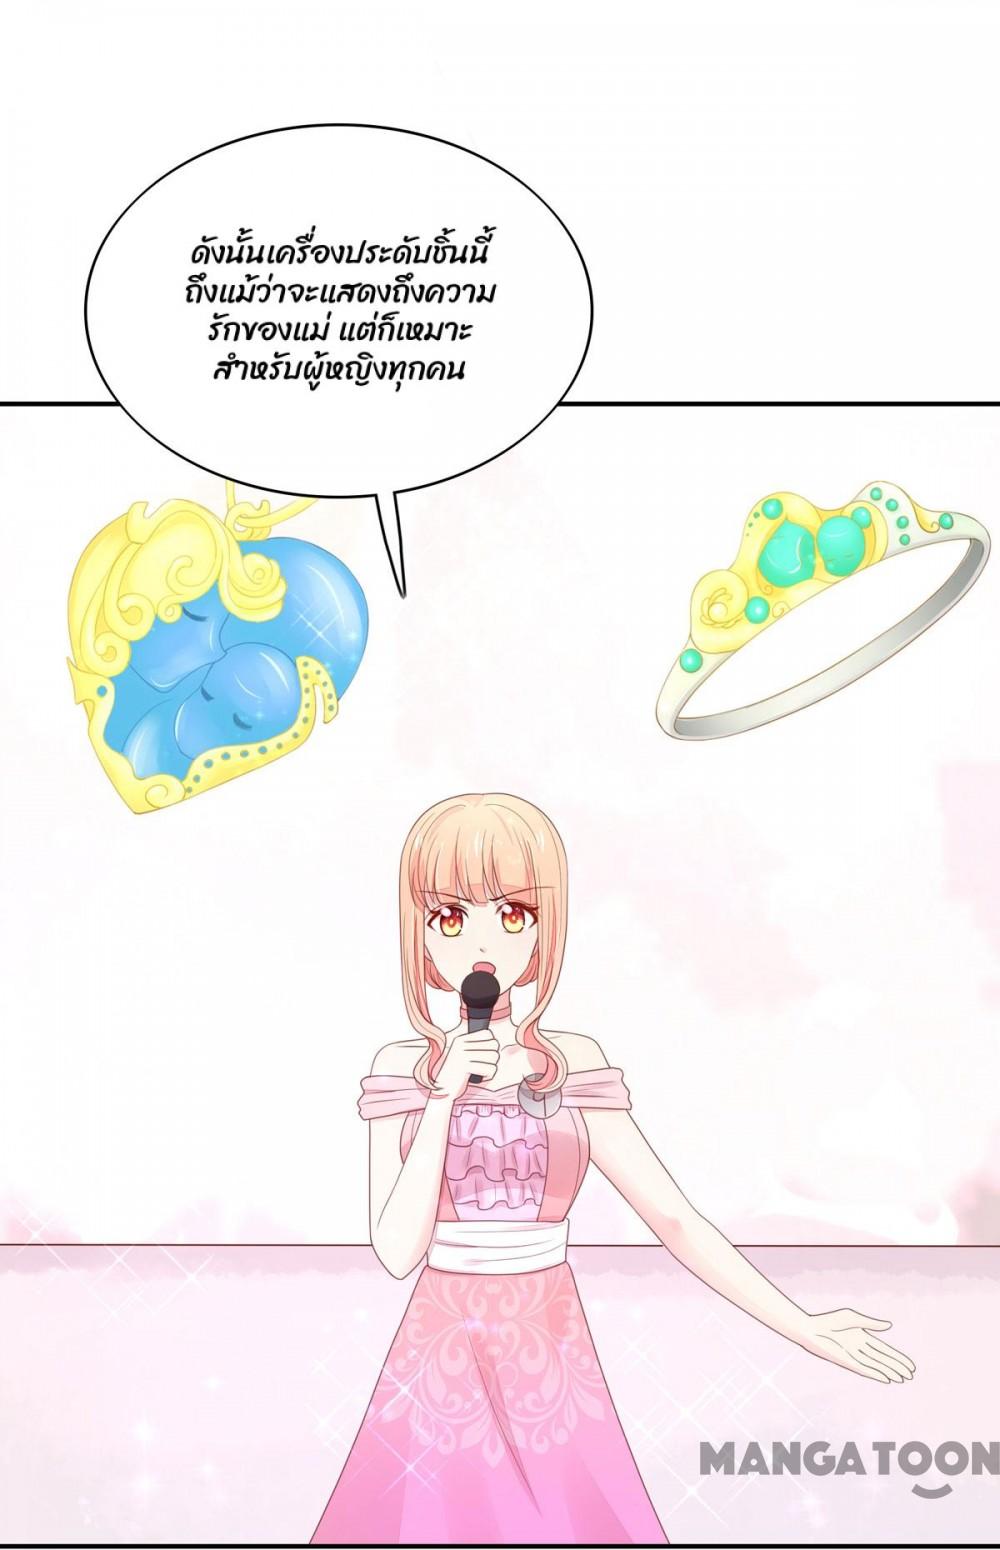 ดังนั้นเครื่องประดับชิ้นนี้
ถึงแม้ว่าจะแสดงถึงความ
รักของแม่ แต่ก็เหมาะ
สำหรับผู้หญิงทุกคน
MANGATOON